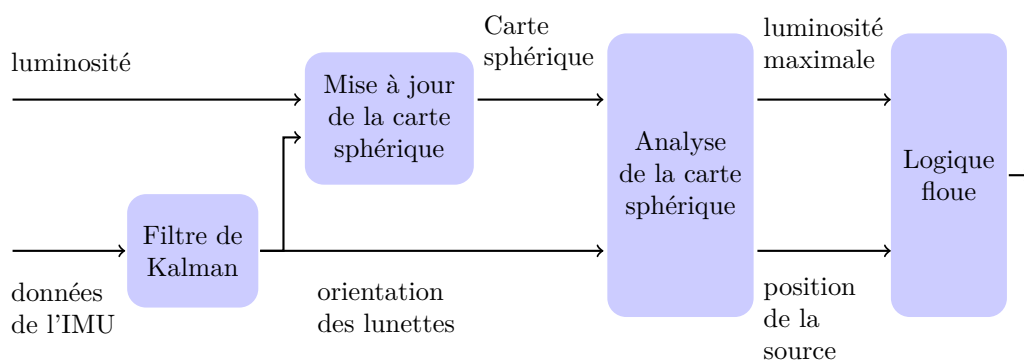 luminosité
Mise à jour
de la carte
sphérique
Carte
sphérique
Analyse
de la carte
sphérique
luminosité
maximale
Logique
floue
Filtre de
Kalman
données
de l'IMU
orientation
des lunettes
position
de la
source